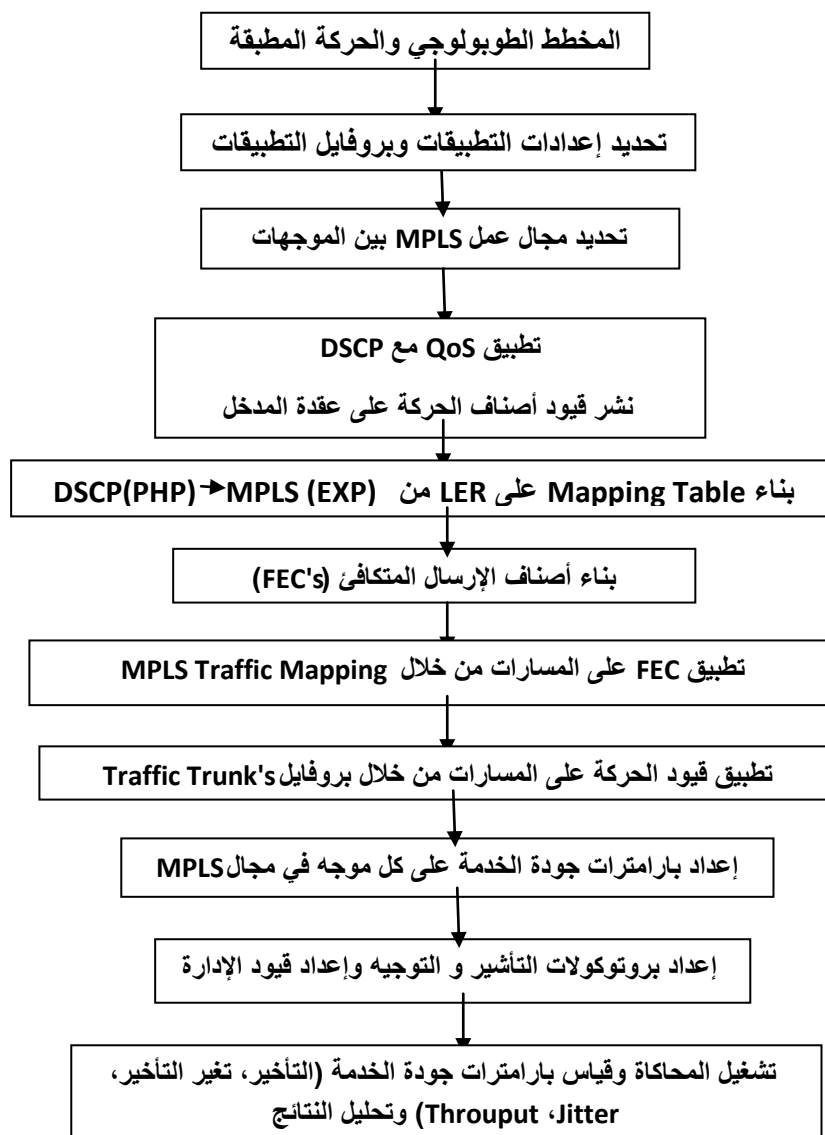 المخطط الطوبولوجي والحركة المطبقة
تحديد إعدادات التطبيقات وبروفايل التطبيقات
تحديد مجال عمل MPLS بين الموجهات
تطبيق QoS مع DSCP
نشر قيود أصناف الحركة على عقدة المدخل
بناء Mapping Table على LER من DSCP(PHP)→MPLS (EXP)
بناء أصناف الإرسال المتكافئ (FEC's)
تطبيق FEC على المسارات من خلال MPLS Traffic Mapping
تطبيق قيود الحركة على المسارات من خلال بروفايل Traffic Trunk's
إعداد بارامترات جودة الخدمة على كل موجه في مجال MPLS
إعداد بروتوكولات التأشير و التوجيه وإعداد قيود الإدارة
تشغيل المحاكاة وقياس بارامترات جودة الخدمة (التأخير، تغير التأخير،
Jitter، Throuput) وتحليل النتائج